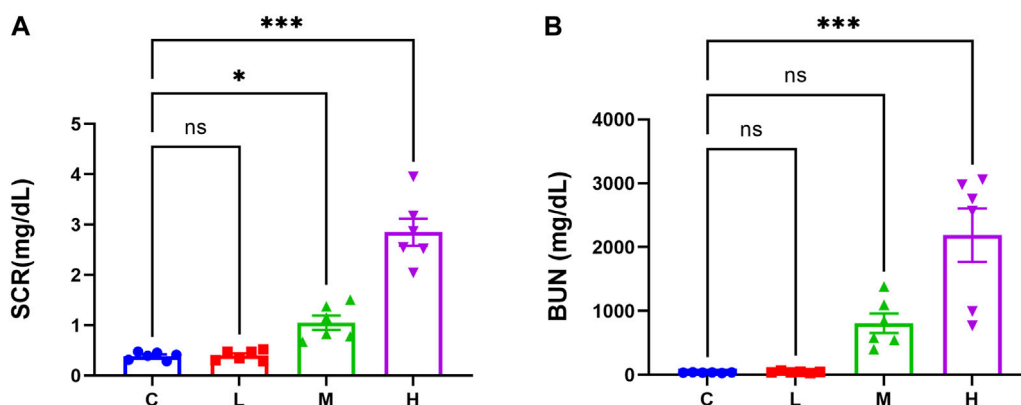 A
***
*
ns
5
4
3
2
1
0
SCR(mg/dL)
C L M H
B
***
ns
ns
4000
3000
2000
1000
0
BUN (mg/dL)
C L M H